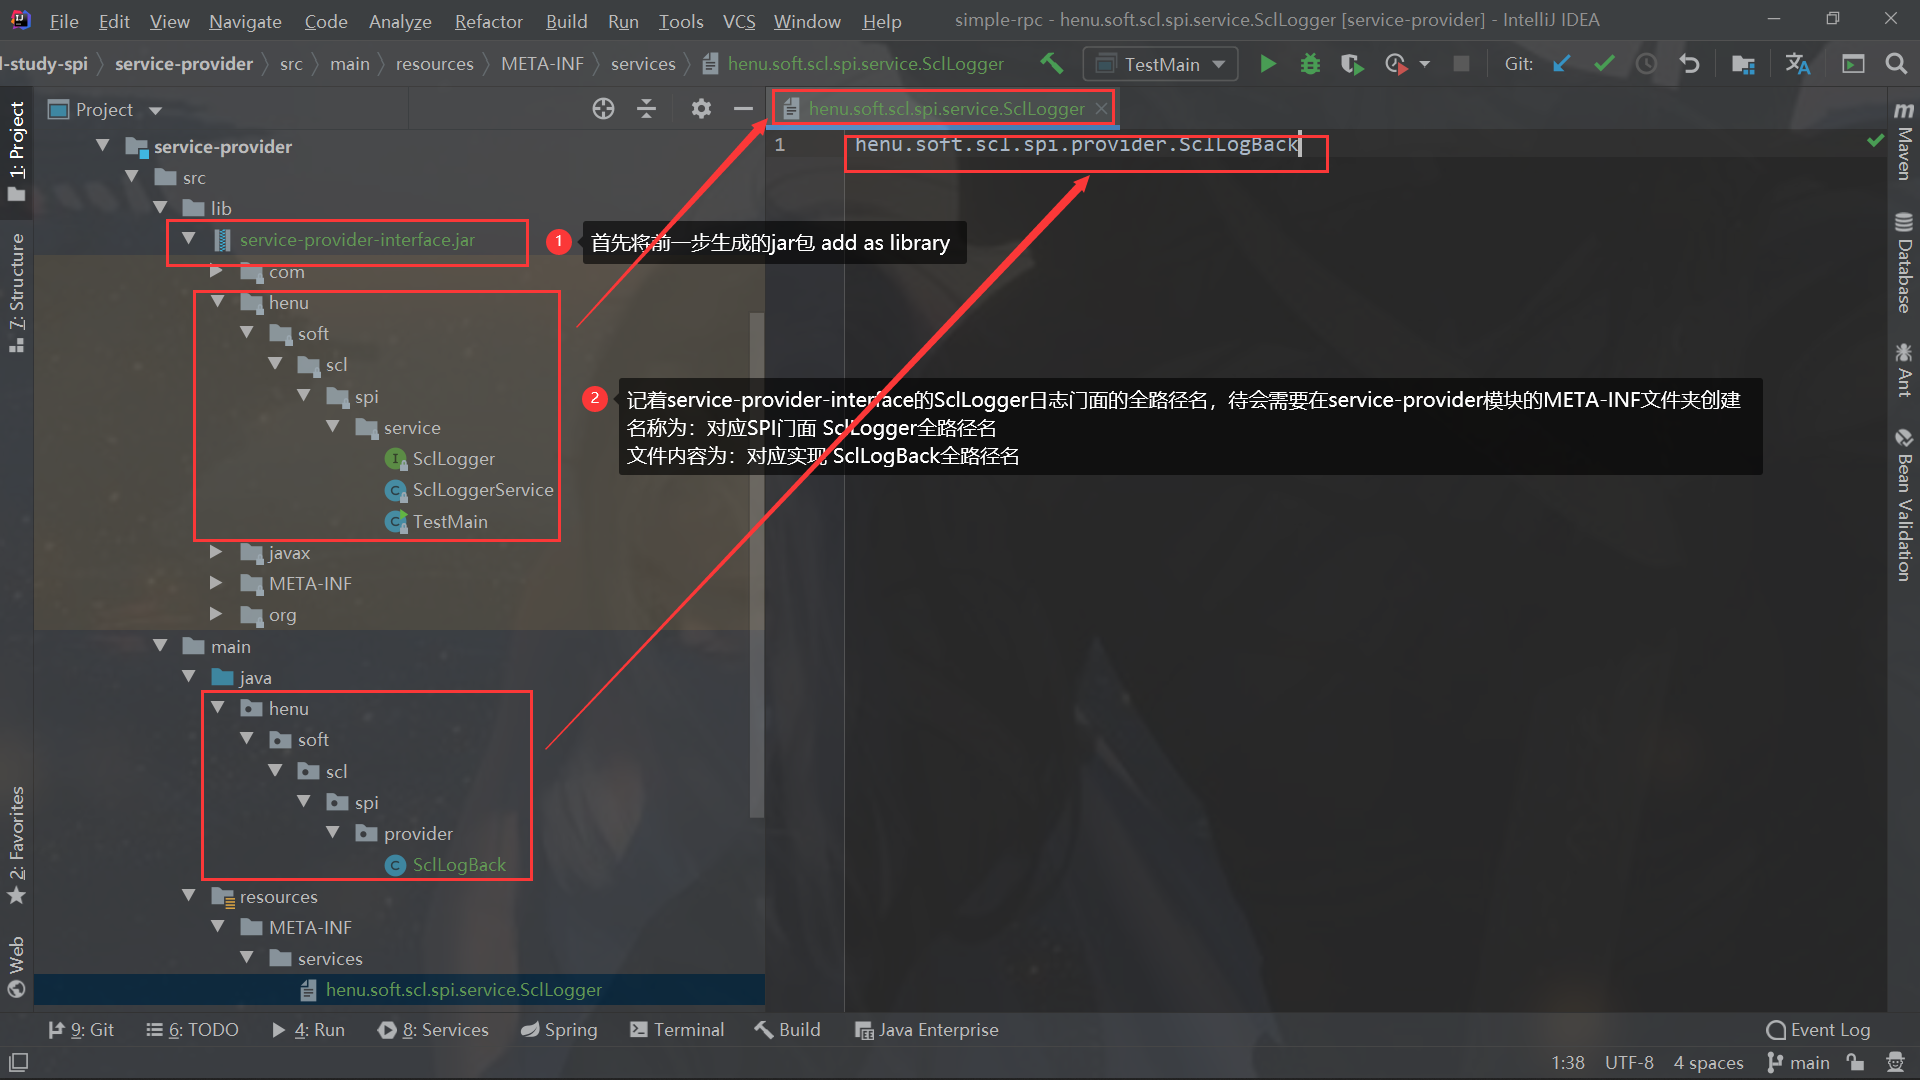 File Edit View Navigate Code Analyze Refactor Build Run Tools VCS Window Help simple-rpc - henu.soft.scl.spi.service.SclLogger [service-provider] - IntelliJ IDEA
l-study-spi service-provider src main resources META-INF services henu.soft.scl.spi.service.SclLogger TestMain Git:
Project
henu.soft.scl.spi.service.SclLogger
1 henu.soft.scl.spi.provider.SclLogBack
service-provider
src
lib
service-provider-interface.jar
1 首先将前一步生成的jar包 add as library
com
henu
soft
scl
spi
service
SclLogger
SclLoggerService
TestMain
2 记着service-provider-interface的SclLogger日志门面的全路径名，待会需要在service-provider模块的META-INF文件夹创建
名称为：对应SPI门面 SclLogger全路径名
文件内容为：对应实现 SclLogBack全路径名
javax
META-INF
org
main
java
henu
soft
scl
spi
provider
SclLogBack
resources
META-INF
services
henu.soft.scl.spi.service.SclLogger
1: Project
7: Structure
2: Favorites
Web
Maven
Database
Ant
Bean Validation
9: Git 6: TODO 4: Run 8: Services Spring Terminal Build Java Enterprise Event Log
1:38 UTF-8 4 spaces main